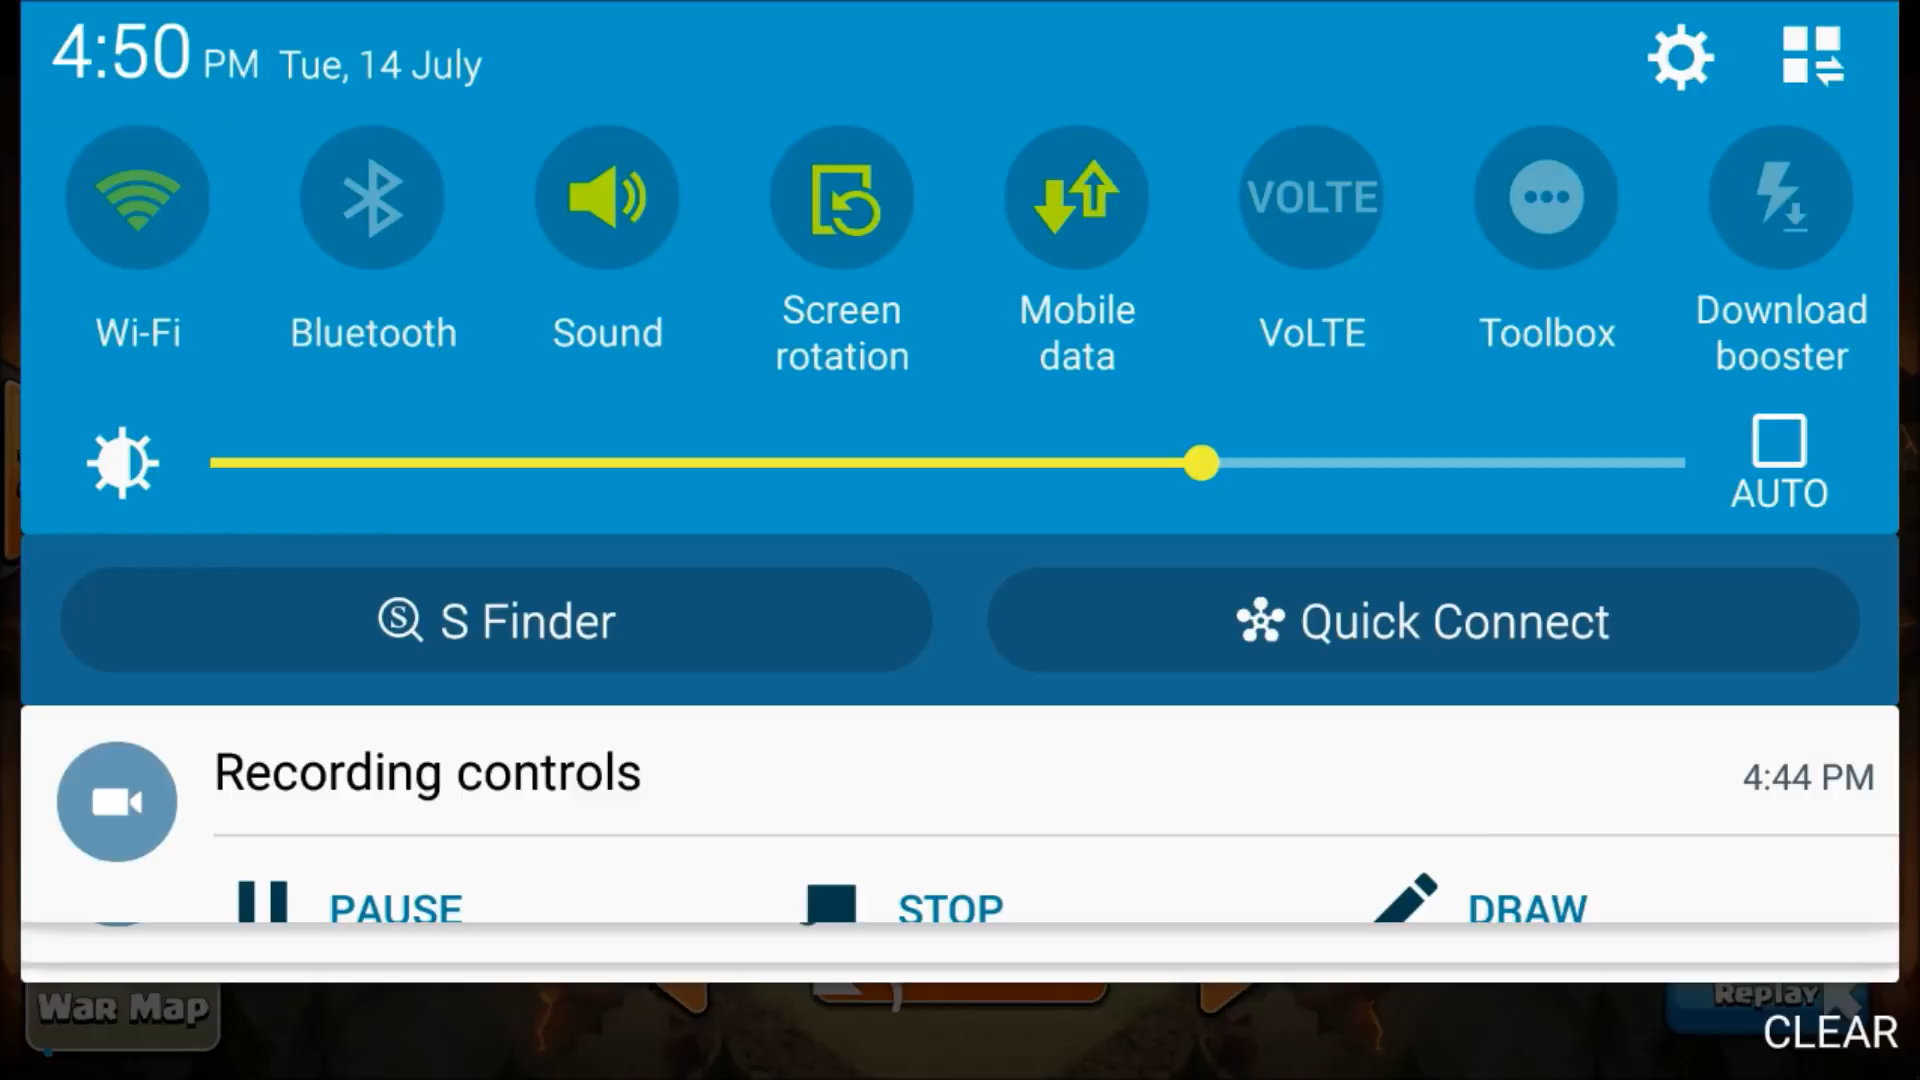 4:50 PM Tue, 14 July
VOLTE
Wi-Fi
Bluetooth
Sound
Screen
rotation
Mobile
data
VoLTE
Toolbox
Download
booster
AUTO
S Finder
Quick Connect
Recording controls
4:44 PM
PAUSE
STOP
DRAW
War Map
Replay
CLEAR